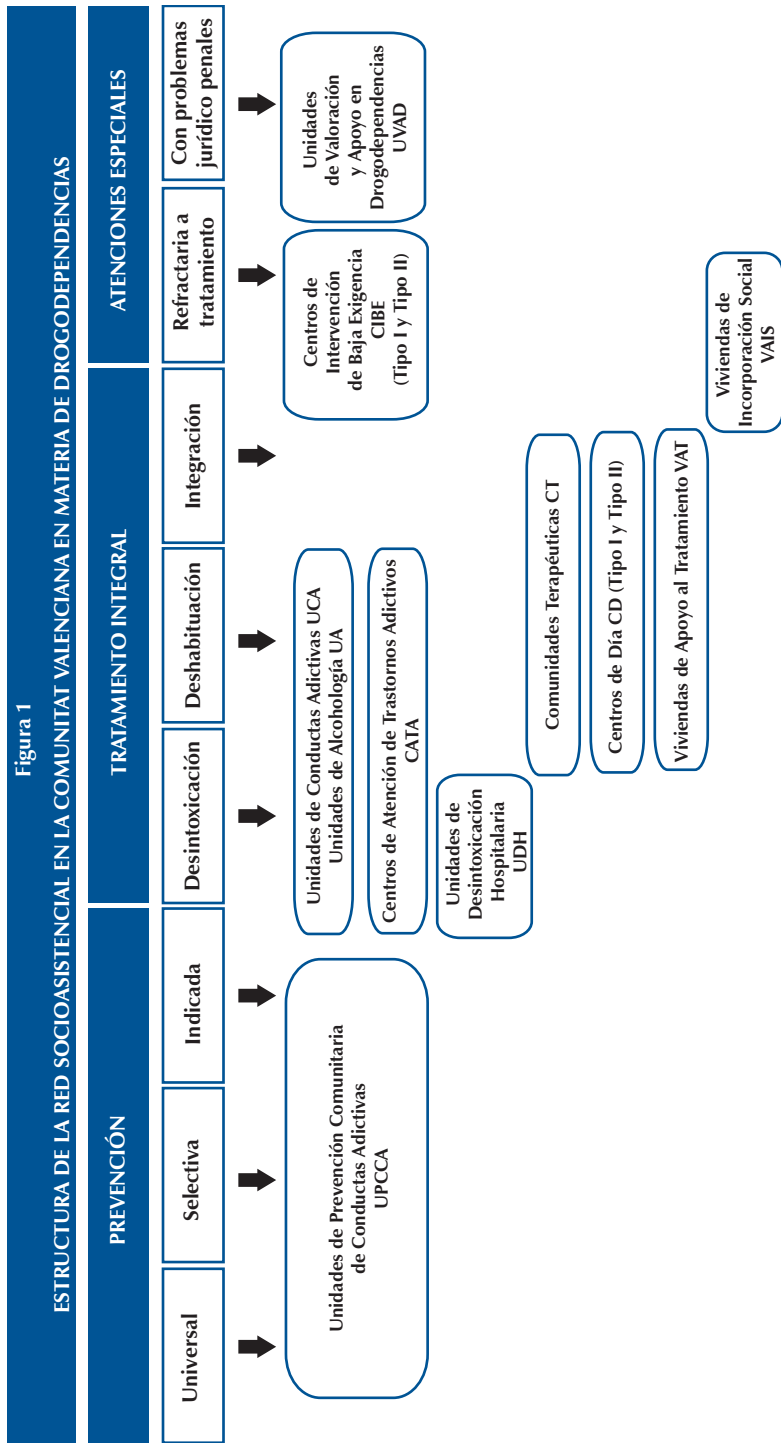 Figura 1
ESTRUCTURA DE LA RED SOCIOASISTENCIAL EN LA COMUNITAT VALENCIANA EN MATERIA DE DROGODEPENDENCIAS
PREVENCIÓN
TRATAMIENTO INTEGRAL
ATENCIONES ESPECIALES
Universal
Selectiva
Indicada
Desintoxicación
Deshabituación
Integración
Refractaria a
tratamiento
Con problemas
jurídico penales
Unidades de Prevención Comunitaria
de Conductas Adictivas
UPCCA
Unidades de Conductas Adictivas UCA
Unidades de Alcohología UA
Centros de Atención de Trastornos Adictivos
CATA
Unidades de
Desintoxicación
Hospitalaria
UDH
Comunidades Terapéuticas CT
Centros de Día CD (Tipo I y Tipo II)
Viviendas de Apoyo al Tratamiento VAT
Viviendas de
Incorporación Social
VAIS
Centros de
Intervención
de Baja Exigencia
CIBE
(Tipo I y Tipo II)
Unidades
de Valoración
y Apoyo en
Drogodependencias
UVAD